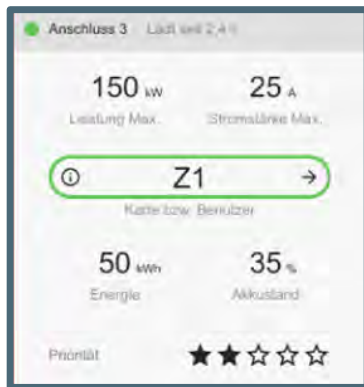 Anschluss 3 Lädt seit 2,4 h
150 kW 25 A
Leistung Max. Stromstärke Max.
Z1
Karte bzw. Benutzer
50 kWh 35 %
Energie Akkustand
Priorität